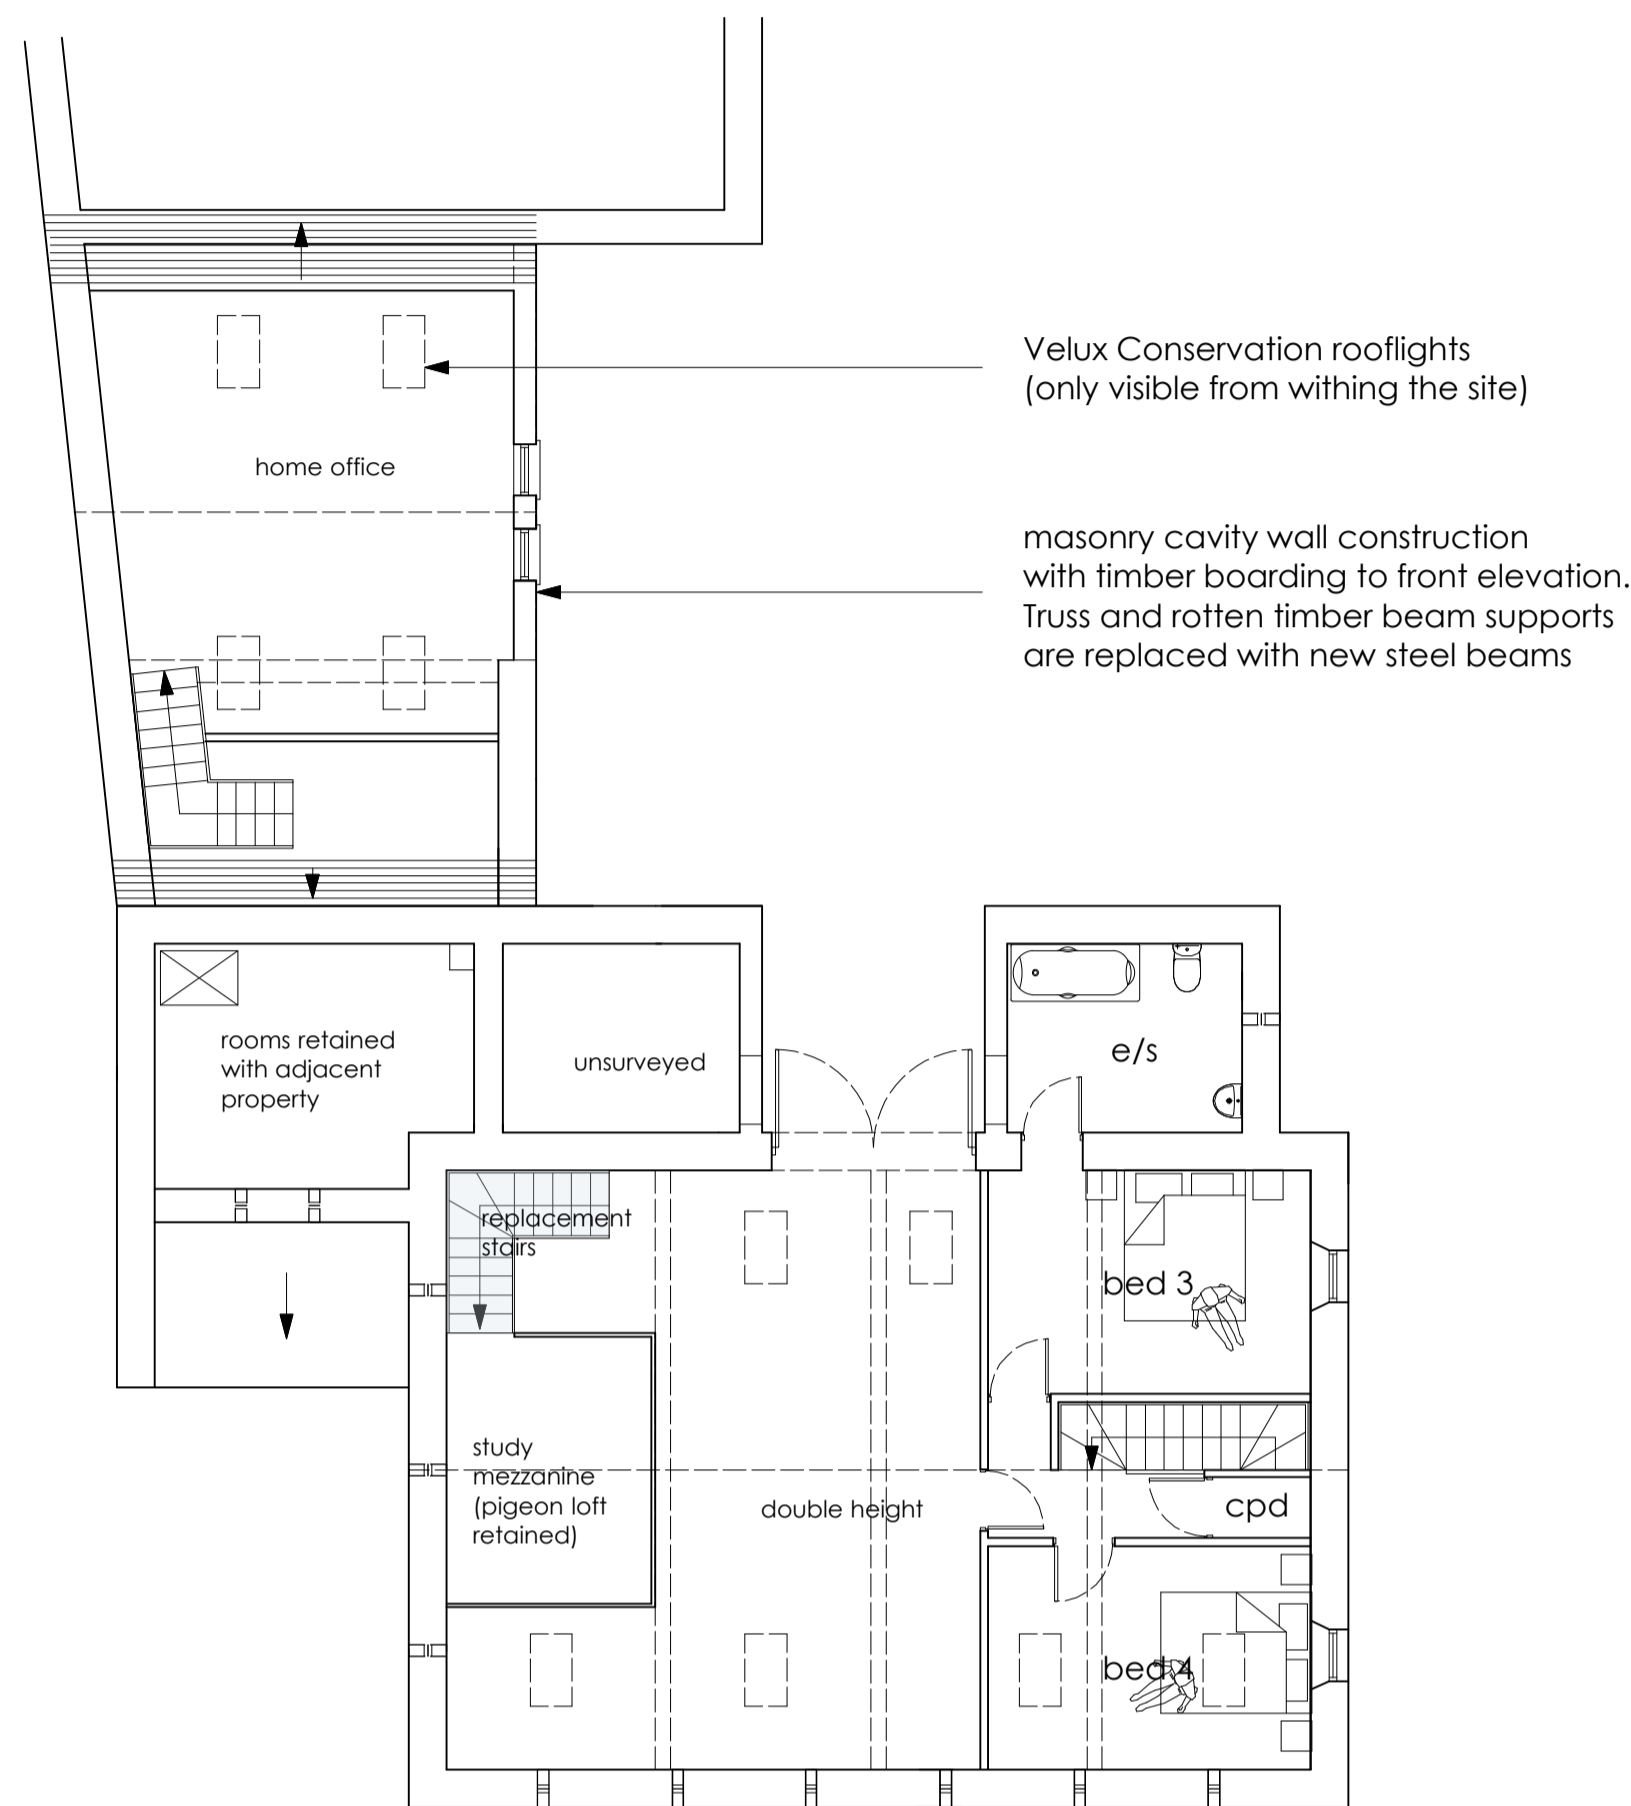 Velux Conservation rooflights
(only visible from withing the site)
home office
masonry cavity wall construction
with timber boarding to front elevation.
Truss and rotten timber beam supports
are replaced with new steel beams
rooms retained
with adjacent
property
unsurveyed
e/s
replacement
stairs
bed 3
study
mezzanine
(pigeon loft
retained)
double height
cpd
bed 4